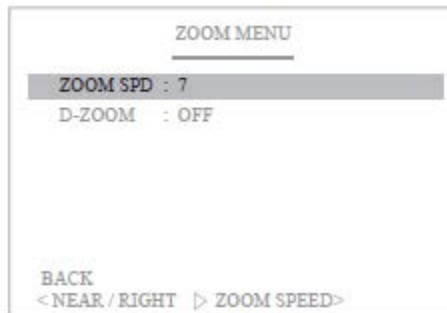 ZOOM MENU
ZOOM SPD : 7
D-ZOOM : OFF
BACK
< NEAR / RIGHT ▷ ZOOM SPEED>